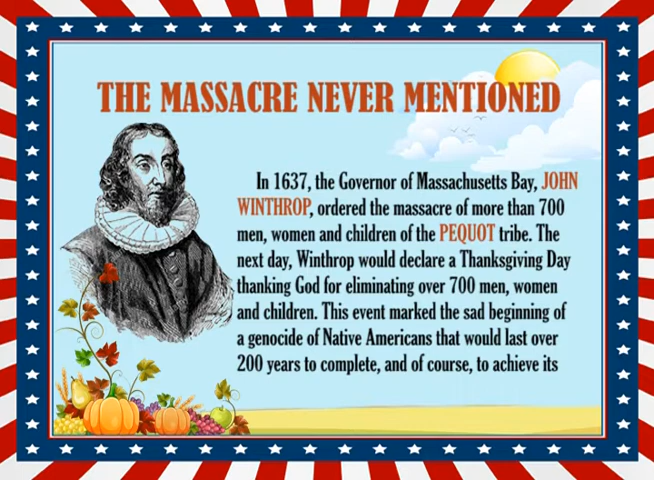 THE MASSACRE NEVER MENTIONED
In 1637, the Governor of Massachusetts Bay, JOHN
WINTHROP, ordered the massacre of more than 700
men, women and children of the PEQUOT tribe. The
next day, Winthrop would declare a Thanksgiving Day
thanking God for eliminating over 700 men, women
and children. This event marked the sad beginning of
a genocide of Native Americans that would last over
200 years to complete, and of course, to achieve its